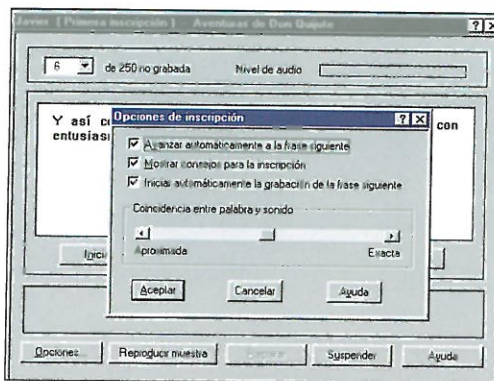 Javier ( Primera inscripción ) - Aventuras de Don Quijote
6 de 250 no grabada Nivel de audio
Y así con
entusias
Opciones de inscripción
Avanzar automáticamente a la frase siguiente
Mostrar consejos para la inscripción
Iniciar automáticamente la grabación de la frase siguiente
Coincidencia entre palabra y sonido
Aproximada Exacta
Aceptar Cancelar Ayuda
Inici
Opciones... Reproducir muestra Suspender Ayuda